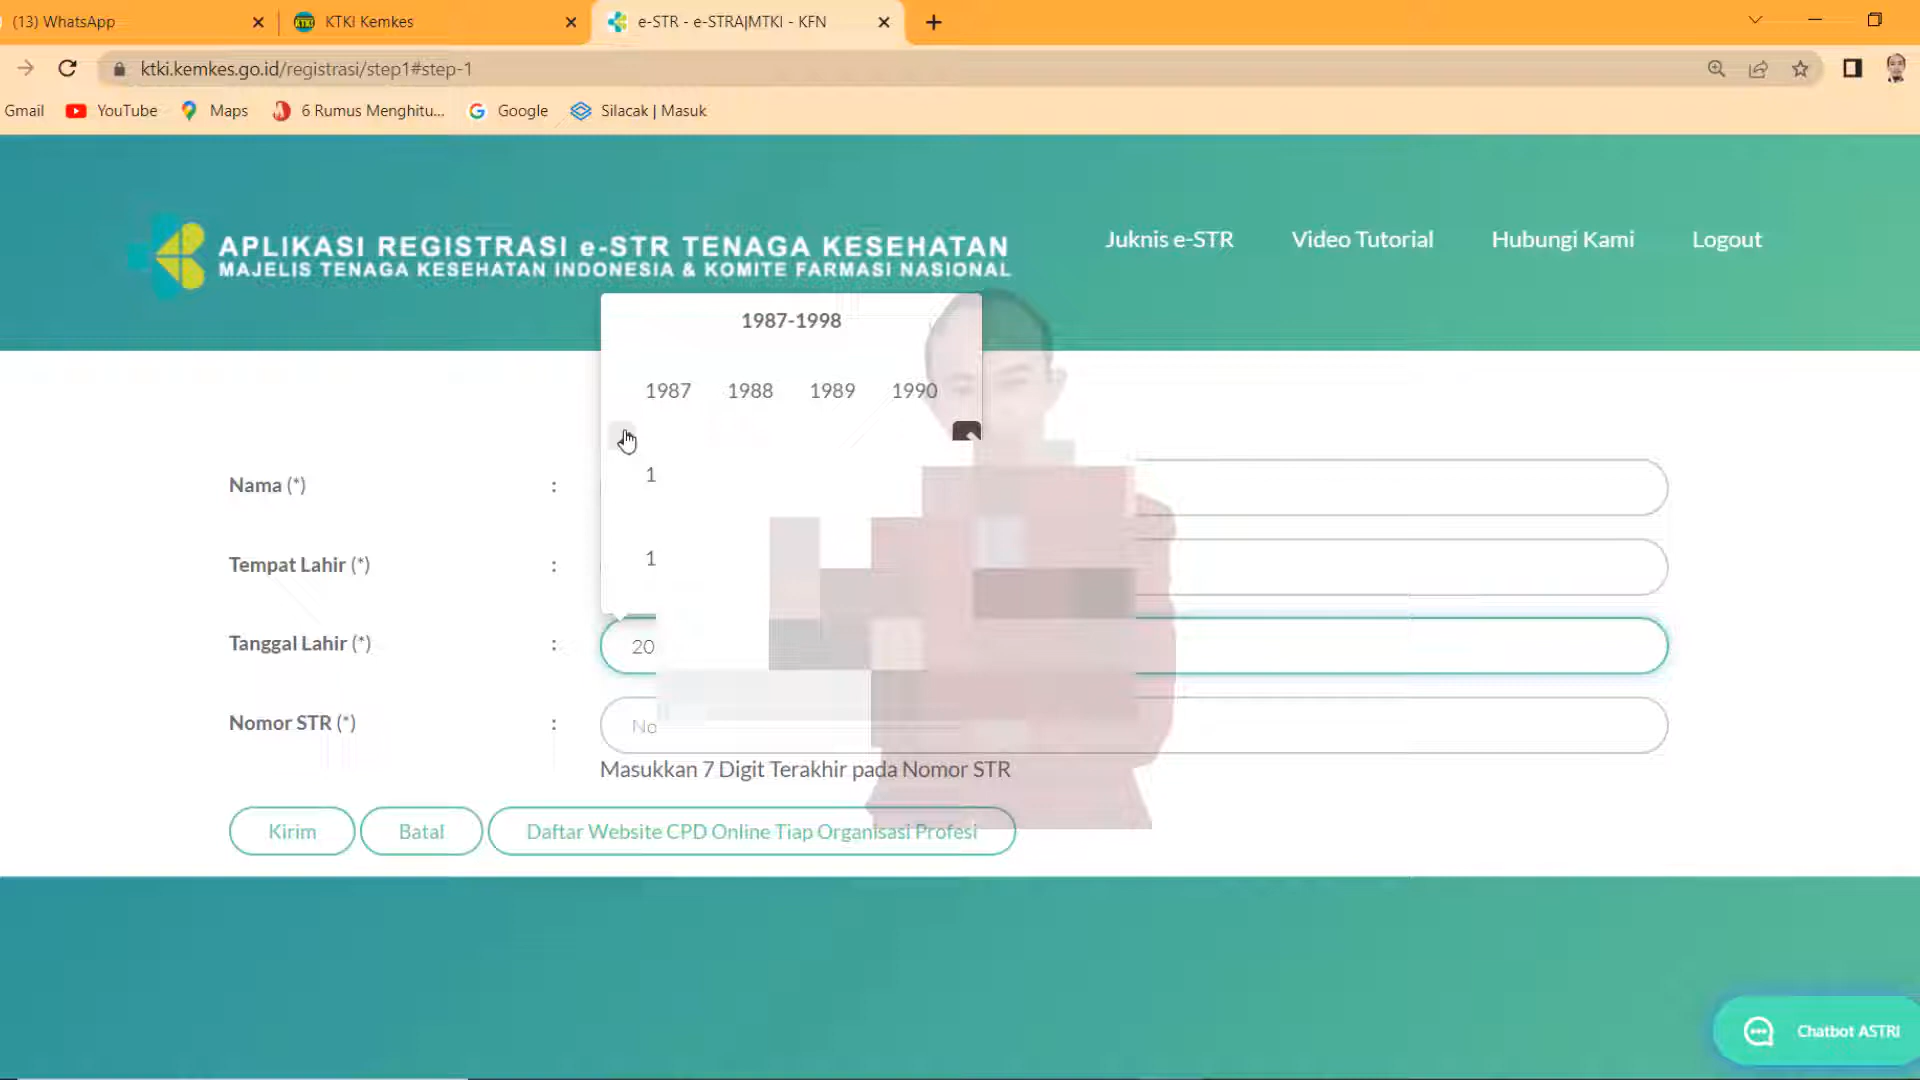 (13) WhatsApp
KTKI Kemkes
e-STR - e-STRA|MTKI - KFN
ktki.kemkes.go.id/registrasi/step1#step-1
Gmail
YouTube
Maps
6 Rumus Menghitu...
Google
Silacak | Masuk
APLIKASI REGISTRASI e-STR TENAGA KESEHATAN
MAJELIS TENAGA KESEHATAN INDONESIA & KOMITE FARMASI NASIONAL
Juknis e-STR
Video Tutorial
Hubungi Kami
Logout
1987-1998
1987 1988 1989 1990
1
1
Nama (*) :
Tempat Lahir (*) :
Tanggal Lahir (*) :
20
Nomor STR (*) :
No
Masukkan 7 Digit Terakhir pada Nomor STR
Kirim
Batal
Daftar Website CPD Online Tiap Organisasi Profesi
Chatbot ASTRI